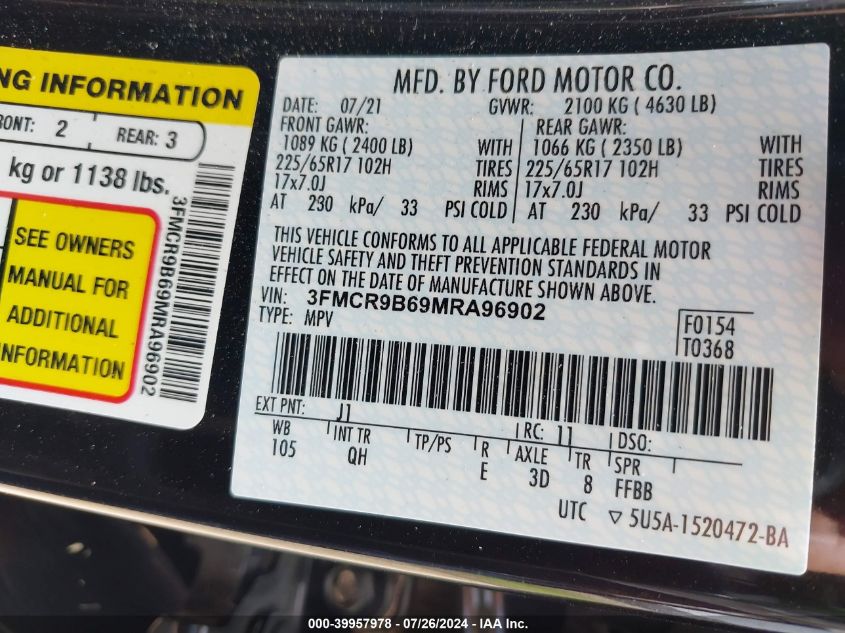 NG INFORMATION
RONT: 2 REAR: 3
kg or 1138 lbs.
SEE OWNERS
MANUAL FOR
ADDITIONAL
INFORMATION
3FMCR9B69MRA96902
MFD. BY FORD MOTOR CO.
DATE: 07/21 GVWR: 2100 KG ( 4630 LB)
FRONT GAWR: REAR GAWR:
1089 KG ( 2400 LB) WITH 1066 KG ( 2350 LB) WITH
225/65R17 102H TIRES 225/65R17 102H TIRES
17x7.0J RIMS 17x7.0J RIMS
AT 230 kPa/ 33 PSI COLD AT 230 kPa/ 33 PSI COLD
THIS VEHICLE CONFORMS TO ALL APPLICABLE FEDERAL MOTOR
VEHICLE SAFETY AND THEFT PREVENTION STANDARDS IN
EFFECT ON THE DATE OF MANUFACTURE SHOWN ABOVE.
VIN: 3FMCR9B69MRA96902
TYPE: MPV
F0154
T0368
EXT PNT: J1 RC: 11 DSO:
WB INT TR TP/PS R AXLE TR SPR
105 QH E 3D 8 FFBB
UTC ▽ 5U5A-1520472-BA
000-39957978 - 07/26/2024 - IAAI.com